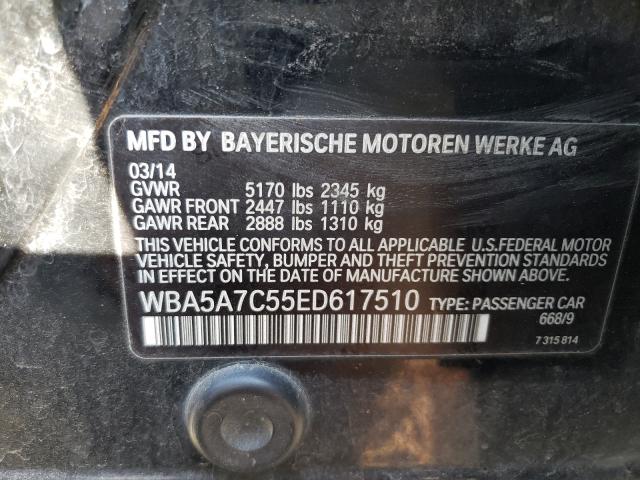 MFD BY BAYERISCHE MOTOREN WERKE AG
03/14
GVWR 5170 lbs 2345 kg
GAWR FRONT 2447 lbs 1110 kg
GAWR REAR 2888 lbs 1310 kg
THIS VEHICLE CONFORMS TO ALL APPLICABLE U.S.FEDERAL MOTOR
VEHICLE SAFETY, BUMPER AND THEFT PREVENTION STANDARDS
IN EFFECT ON THE DATE OF MANUFACTURE SHOWN ABOVE.
WBA5A7C55ED617510 TYPE: PASSENGER CAR
668/9
7 315 814